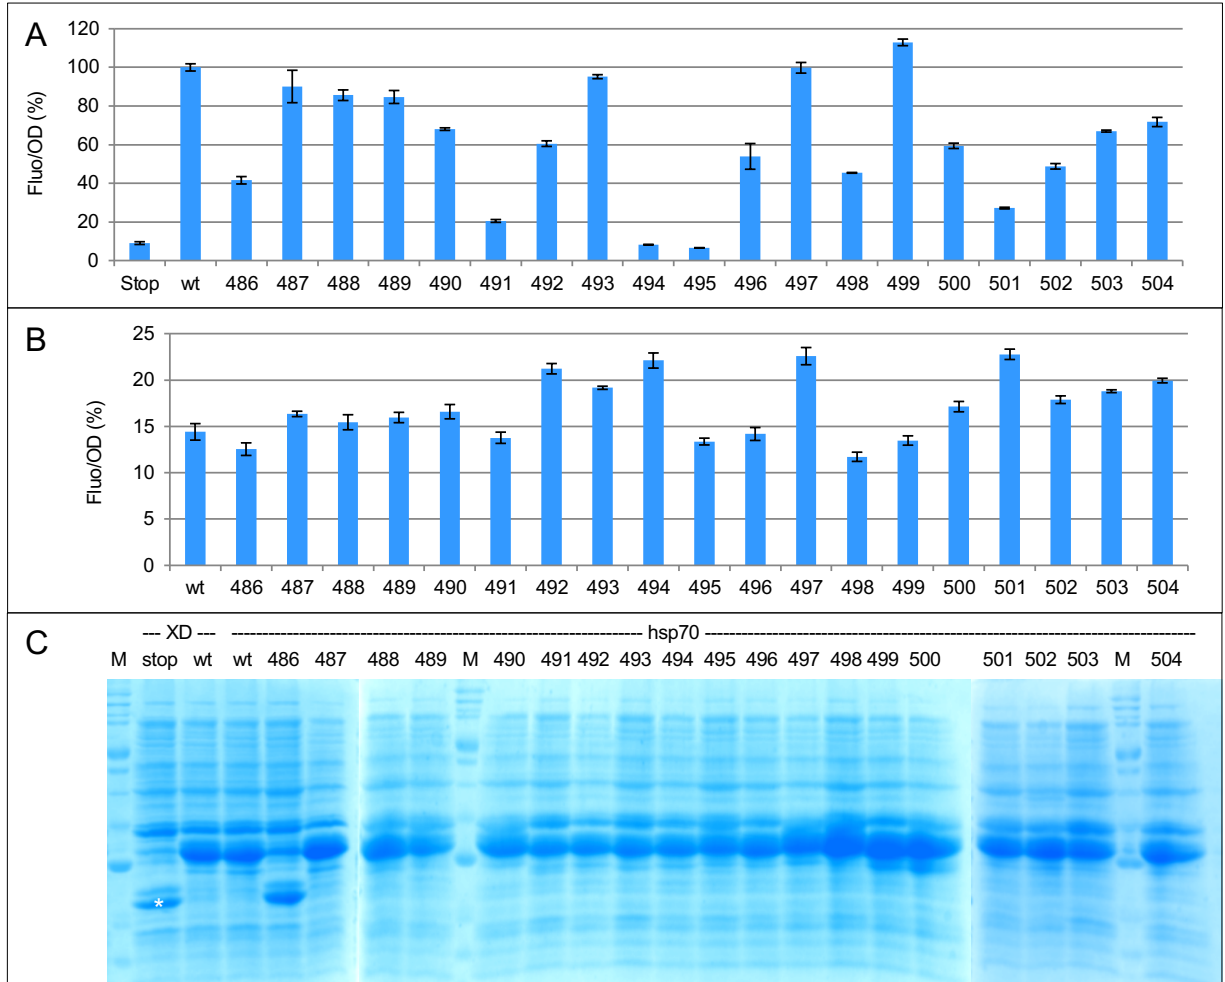 A
Fluo/OD (%)
120
100
80
60
40
20
0
Stop wt 486 487 488 489 490 491 492 493 494 495 496 497 498 499 500 501 502 503 504
B
Fluo/OD (%)
25
20
15
10
5
0
wt 486 487 488 489 490 491 492 493 494 495 496 497 498 499 500 501 502 503 504
C
--- XD --- hsp70 ---
M stop wt wt 486 487 488 489 M 490 491 492 493 494 495 496 497 498 499 500 501 502 503 M 504
*